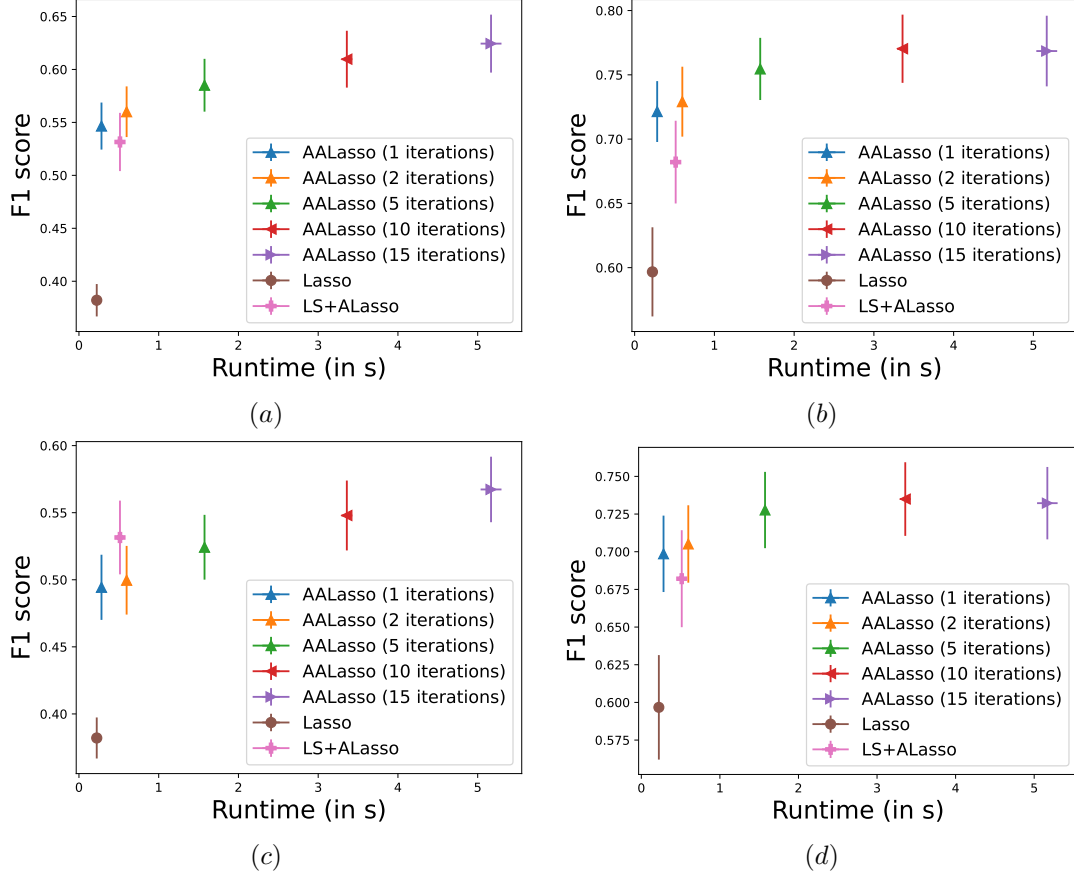 0.65
0.60
0.55
0.50
0.45
0.40
F1 score
AALasso (1 iterations)
AALasso (2 iterations)
AALasso (5 iterations)
AALasso (10 iterations)
AALasso (15 iterations)
Lasso
LS+ALasso
0 1 2 3 4 5
Runtime (in s)
(a)
0.80
0.75
0.70
0.65
0.60
F1 score
AALasso (1 iterations)
AALasso (2 iterations)
AALasso (5 iterations)
AALasso (10 iterations)
AALasso (15 iterations)
Lasso
LS+ALasso
0 1 2 3 4 5
Runtime (in s)
(b)
0.60
0.55
0.50
0.45
0.40
F1 score
AALasso (1 iterations)
AALasso (2 iterations)
AALasso (5 iterations)
AALasso (10 iterations)
AALasso (15 iterations)
Lasso
LS+ALasso
0 1 2 3 4 5
Runtime (in s)
(c)
0.750
0.725
0.700
0.675
0.650
0.625
0.600
0.575
F1 score
AALasso (1 iterations)
AALasso (2 iterations)
AALasso (5 iterations)
AALasso (10 iterations)
AALasso (15 iterations)
Lasso
LS+ALasso
0 1 2 3 4 5
Runtime (in s)
(d)